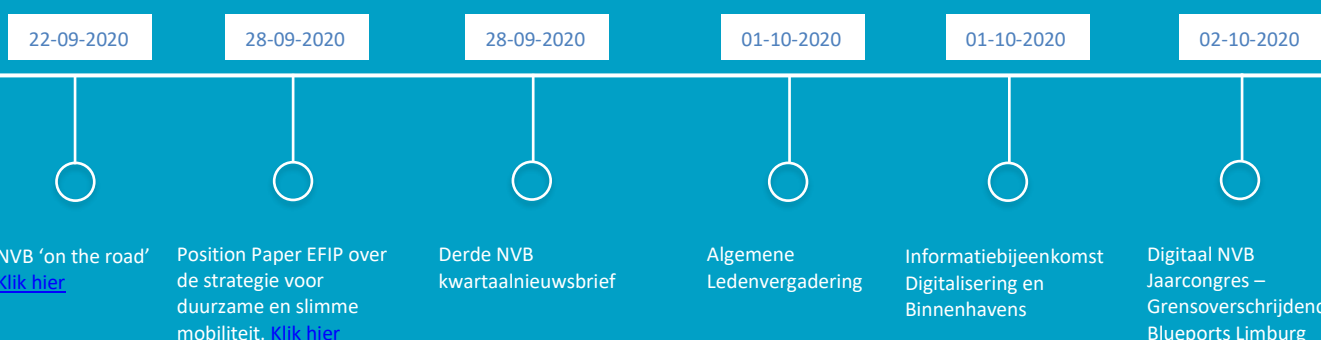 22-09-2020
28-09-2020
28-09-2020
01-10-2020
01-10-2020
02-10-2020
NVB ‘on the road’
Klik hier
Position Paper EFIP over
de strategie voor
duurzame en slimme
mobiliteit. Klik hier
Derde NVB
kwartaalnieuwsbrief
Algemene
Ledenvergadering
Informatiebijeenkomst
Digitalisering en
Binnenhavens
Digitaal NVB
Jaarcongres –
Grensoverschrijdend
Blueports Limburg